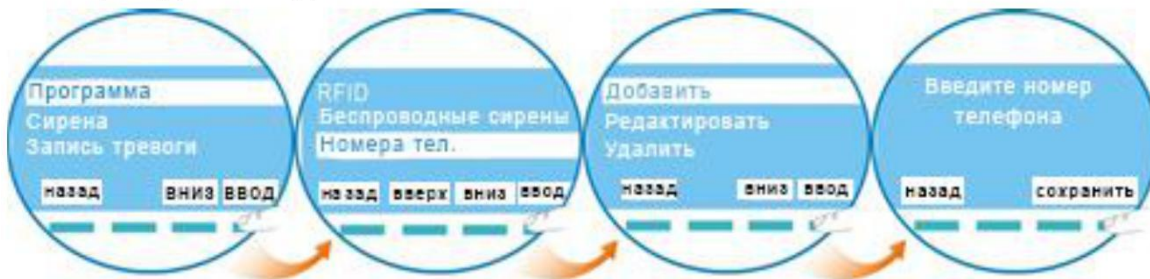 Программа
Сирена
Запись тревоги
назад вниз ввод
RFID
Беспроводные сирены
Номера тел.
назад вверх вниз ввод
Добавить
Редактировать
Удалить
назад вниз ввод
Введите номер
телефона
назад сохранить